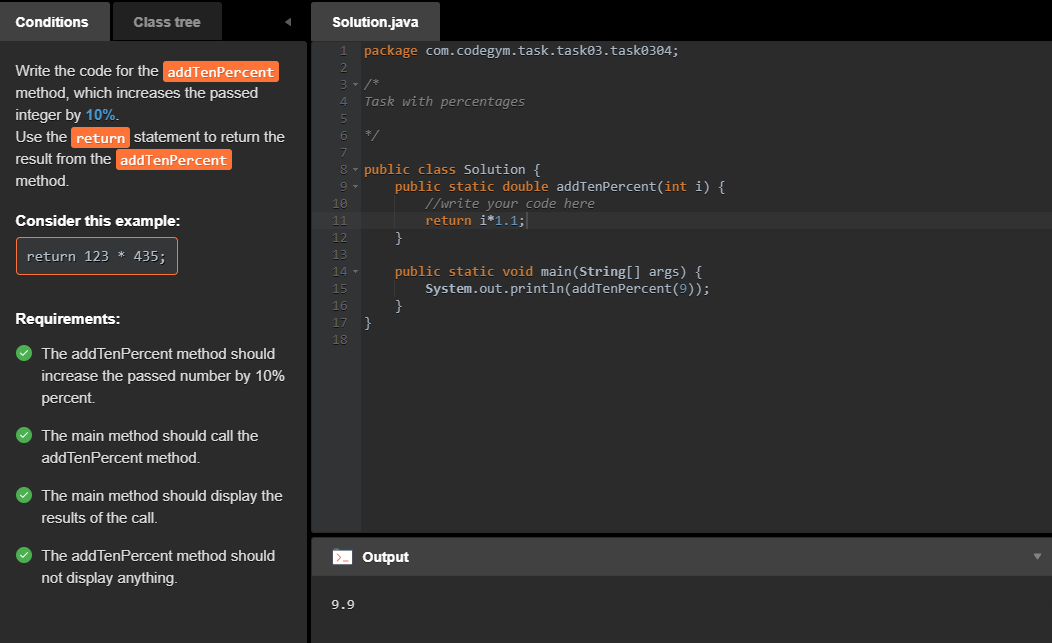 Conditions
Class tree
Write the code for the addTenPercent
method, which increases the passed
integer by 10%.
Use the return statement to return the
result from the addTenPercent
method.
Consider this example:
return 123 * 435;
Requirements:
The addTenPercent method should
increase the passed number by 10%
percent.
The main method should call the
addTenPercent method.
The main method should display the
results of the call.
The addTenPercent method should
not display anything.
Solution.java
1 package com.codegym.task.task03.task0304;
2
3 /*
4 Task with percentages
5
6 */
7
8 public class Solution {
9 public static double addTenPercent(int i) {
10 //write your code here
11 return i*1.1;
12 }
13
14 public static void main(String[] args) {
15 System.out.println(addTenPercent(9));
16 }
17 }
18
>_ Output
9.9